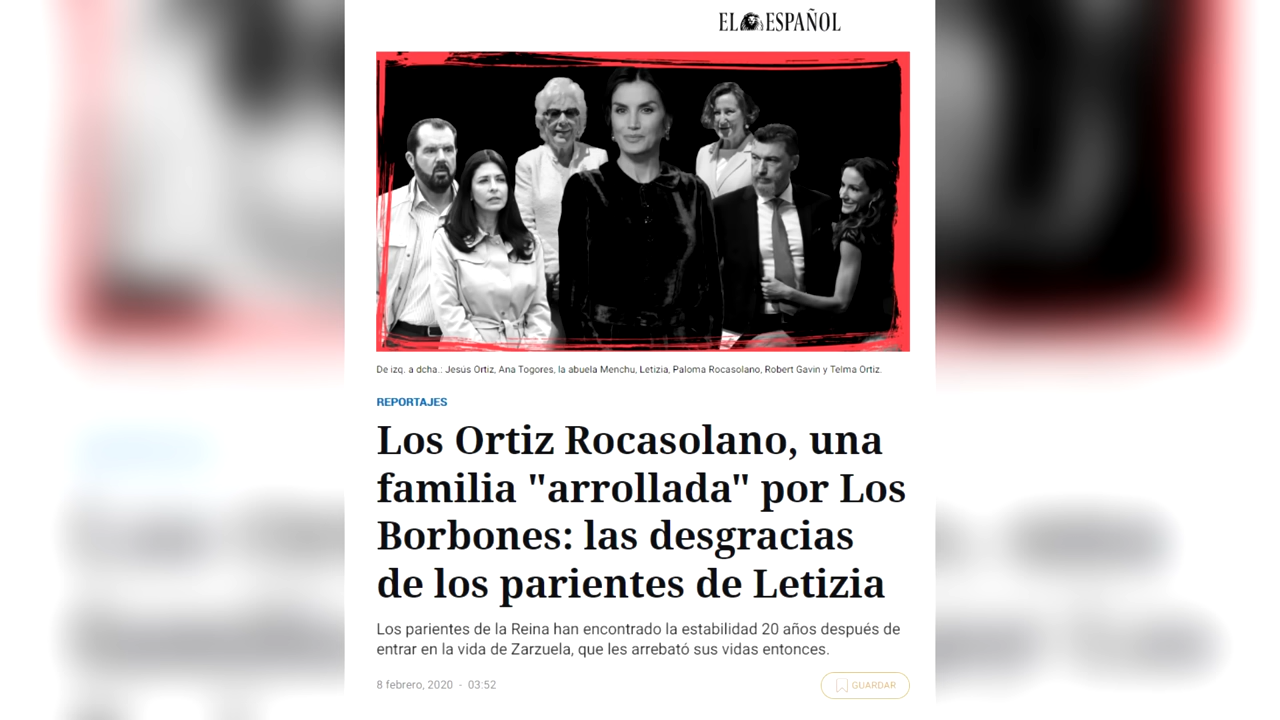 EL ESPAÑOL
De izq. a dcha.: Jesús Ortiz, Ana Togores, la abuela Menchu, Letizia, Paloma Rocasolano, Robert Gavin y Telma Ortiz.
REPORTAJES
Los Ortiz Rocasolano, una
familia "arrollada" por Los
Borbones: las desgracias
de los parientes de Letizia
Los parientes de la Reina han encontrado la estabilidad 20 años después de
entrar en la vida de Zarzuela, que les arrebató sus vidas entonces.
8 febrero, 2020 - 03:52
GUARDAR